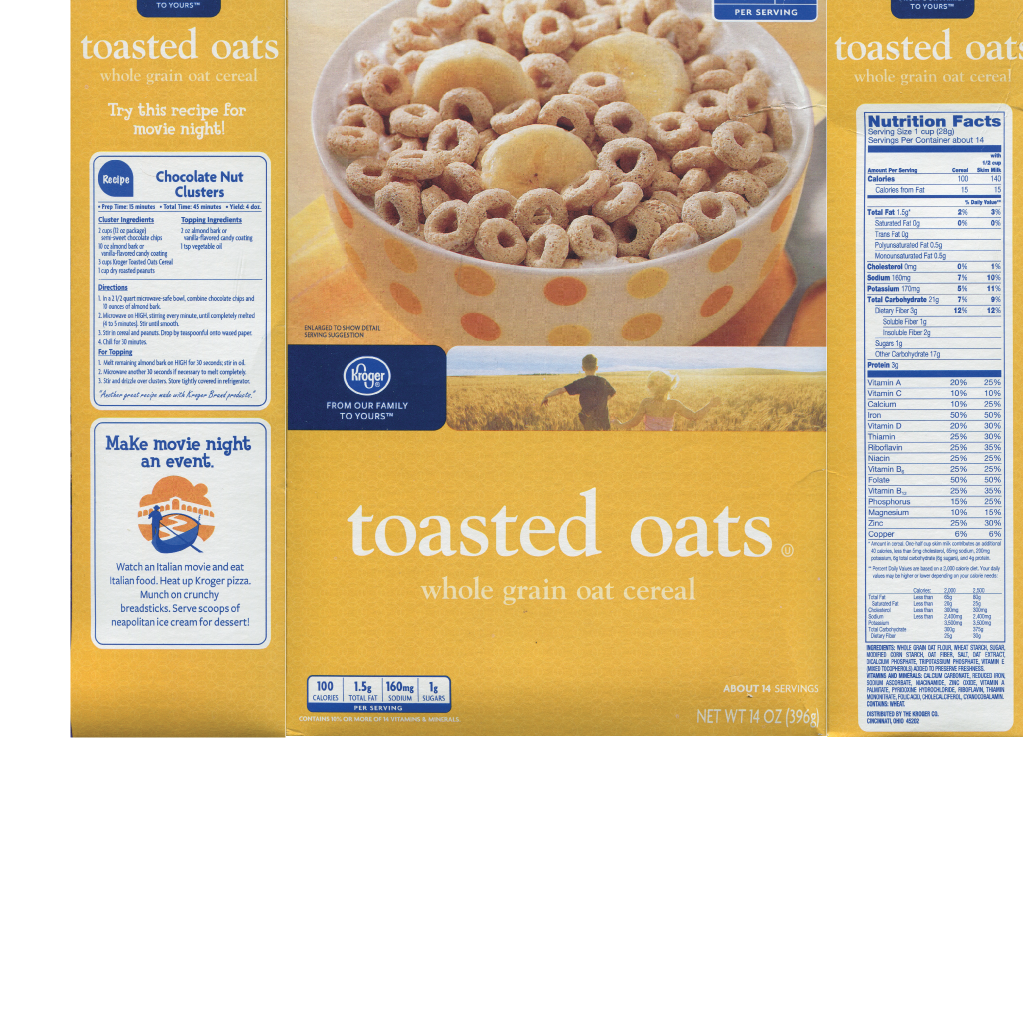 TO YOURS™
toasted oats
whole grain oat cereal
Try this recipe for
movie night!
Recipe
Chocolate Nut
Clusters
• Prep Time: 15 minutes • Total Time: 45 minutes • Yield: 4 doz.
Cluster Ingredients
2 cups (12 oz package)
semi-sweet chocolate chips
10 oz almond bark or
vanilla-flavored candy coating
3 cups Kroger Toasted Oats Cereal
1 cup dry roasted peanuts
Topping Ingredients
2 oz almond bark or
vanilla-flavored candy coating
1 tsp vegetable oil
Directions
1. In a 2 1/2 quart microwave-safe bowl, combine chocolate chips and
10 ounces of almond bark.
2. Microwave on HIGH, stirring every minute, until completely melted
(4 to 5 minutes). Stir until smooth.
3. Stir in cereal and peanuts. Drop by teaspoonful onto waxed paper.
4. Chill for 30 minutes.
For Topping
1. Melt remaining almond bark on HIGH for 30 seconds; stir in oil.
2. Microwave another 30 seconds if necessary to melt completely.
3. Stir and drizzle over clusters. Store tightly covered in refrigerator.
"Another great recipe made with Kroger Brand products."
Make movie night
an event.
Watch an Italian movie and eat
Italian food. Heat up Kroger pizza.
Munch on crunchy
breadsticks. Serve scoops of
neapolitan ice cream for dessert!
PER SERVING
ENLARGED TO SHOW DETAIL
SERVING SUGGESTION
Kroger®
FROM OUR FAMILY
TO YOURS™
toasted oats
whole grain oat cereal
100 1.5g 160mg 1g
CALORIES TOTAL FAT SODIUM SUGARS
PER SERVING
CONTAINS 10% OR MORE OF 14 VITAMINS & MINERALS.
ABOUT 14 SERVINGS
NET WT 14 OZ (396g)
TO YOURS™
toasted oats
whole grain oat cereal
Nutrition Facts
Serving Size 1 cup (28g)
Servings Per Container about 14
with
1/2 cup
Amount Per Serving Cereal Skim Milk
Calories 100 140
Calories from Fat 15 15
% Daily Value**
Total Fat 1.5g* 2% 3%
Saturated Fat 0g 0% 0%
Trans Fat 0g
Polyunsaturated Fat 0.5g
Monounsaturated Fat 0.5g
Cholesterol 0mg 0% 1%
Sodium 160mg 7% 10%
Potassium 170mg 5% 11%
Total Carbohydrate 21g 7% 9%
Dietary Fiber 3g 12% 12%
Soluble Fiber 1g
Insoluble Fiber 2g
Sugars 1g
Other Carbohydrate 17g
Protein 3g
Vitamin A 20% 25%
Vitamin C 10% 10%
Calcium 10% 25%
Iron 50% 50%
Vitamin D 20% 30%
Thiamin 25% 30%
Riboflavin 25% 35%
Niacin 25% 25%
Vitamin B6 25% 25%
Folate 50% 50%
Vitamin B12 25% 35%
Phosphorus 15% 25%
Magnesium 10% 15%
Zinc 25% 30%
Copper 6% 6%
* Amount in cereal. One half cup skim milk contributes an additional
40 calories, less than 5mg cholesterol, 65mg sodium, 200mg
potassium, 6g total carbohydrate (6g sugars), and 4g protein.
** Percent Daily Values are based on a 2,000 calorie diet. Your daily
values may be higher or lower depending on your calorie needs:
Calories: 2,000 2,500
Total Fat Less than 65g 80g
Saturated Fat Less than 20g 25g
Cholesterol Less than 300mg 300mg
Sodium Less than 2,400mg 2,400mg
Potassium 3,500mg 3,500mg
Total Carbohydrate 300g 375g
Dietary Fiber 25g 30g
INGREDIENTS: WHOLE GRAIN OAT FLOUR, WHEAT STARCH, SUGAR,
MODIFIED CORN STARCH, OAT FIBER, SALT, OAT EXTRACT,
DICALCIUM PHOSPHATE, TRIPOTASSIUM PHOSPHATE, VITAMIN E
(MIXED TOCOPHEROLS) ADDED TO PRESERVE FRESHNESS.
VITAMINS AND MINERALS: CALCIUM CARBONATE, REDUCED IRON,
SODIUM ASCORBATE, NIACINAMIDE, ZINC OXIDE, VITAMIN A
PALMITATE, PYRIDOXINE HYDROCHLORIDE, RIBOFLAVIN, THIAMIN
MONONITRATE, FOLIC ACID, CHOLECALCIFEROL, CYANOCOBALAMIN.
CONTAINS: WHEAT.
DISTRIBUTED BY THE KROGER CO.
CINCINNATI, OHIO 45202